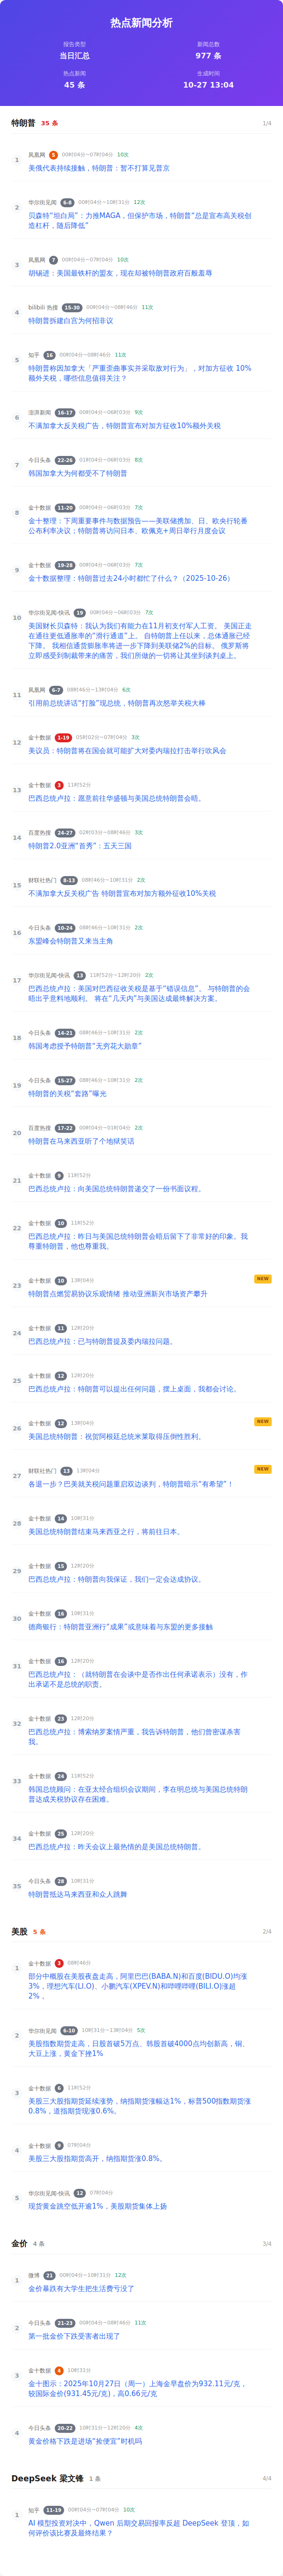 热点新闻分析
报告类型
新闻总数
当日汇总
977 条
热点新闻
生成时间
45 条
10-27 13:04
特朗普 35 条 1/4
1
凤凰网 5 00时04分~07时04分 10次
美俄代表持续接触，特朗普：暂不打算见普京
2
华尔街见闻 6-8 00时04分~10时31分 12次
贝森特“坦白局”：力推MAGA，但保护市场，特朗普“总是宣布高关税创
造杠杆，随后降低”
3
凤凰网 7 00时04分~07时04分 10次
胡锡进：美国最铁杆的盟友，现在却被特朗普政府百般羞辱
4
bilibili 热搜 15-30 00时04分~08时46分 11次
特朗普拆建白宫为何招非议
5
知乎 16 00时04分~08时46分 11次
特朗普称因加拿大「严重歪曲事实并采取敌对行为」，对加方征收 10%
额外关税，哪些信息值得关注？
6
澎湃新闻 16-17 00时04分~06时03分 9次
不满加拿大反关税广告，特朗普宣布对加方征收10%额外关税
7
今日头条 22-26 01时04分~06时03分 8次
韩国加拿大为何都受不了特朗普
8
金十数据 11-20 00时04分~06时03分 7次
金十整理：下周重要事件与数据预告——美联储携加、日、欧央行轮番
公布利率决议；特朗普将访问日本、欧佩克+周日举行月度会议
9
金十数据 19-28 00时04分~06时03分 7次
金十数据整理：特朗普过去24小时都忙了什么？（2025-10-26）
10
华尔街见闻-快讯 19 00时04分~06时03分 7次
美国财长贝森特：我认为我们有能力在11月初支付军人工资。 美国正走
在通往更低通胀率的“滑行通道”上。 自特朗普上任以来，总体通胀已经
下降。 我相信通货膨胀率将进一步下降到美联储2%的目标。 俄罗斯将
立即感受到制裁带来的痛苦，我们所做的一切将让其坐到谈判桌上。
11
凤凰网 6-7 08时46分~13时04分 6次
引用前总统讲话“打脸”现总统，特朗普再次怒举关税大棒
12
金十数据 1-19 05时02分~07时04分 3次
美议员：特朗普将在国会就可能扩大对委内瑞拉打击举行吹风会
13
金十数据 3 11时52分
巴西总统卢拉：愿意前往华盛顿与美国总统特朗普会晤。
14
百度热搜 24-27 02时03分~08时46分 3次
特朗普2.0亚洲“首秀”：五天三国
15
财联社热门 8-13 08时46分~10时31分 2次
不满加拿大反关税广告 特朗普宣布对加方额外征收10%关税
16
今日头条 10-24 08时46分~10时31分 2次
东盟峰会特朗普又来当主角
17
华尔街见闻-快讯 13 11时52分~12时20分 2次
巴西总统卢拉：美国对巴西征收关税是基于“错误信息”。 与特朗普的会
晤出乎意料地顺利。 将在“几天内”与美国达成最终解决方案。
18
今日头条 14-21 08时46分~10时31分 2次
韩国考虑授予特朗普“无穷花大勋章”
19
今日头条 15-27 08时46分~10时31分 2次
特朗普的关税“套路”曝光
20
百度热搜 17-22 00时04分~01时04分 2次
特朗普在马来西亚听了个地狱笑话
21
金十数据 9 11时52分
巴西总统卢拉：向美国总统特朗普递交了一份书面议程。
22
金十数据 10 11时52分
巴西总统卢拉：昨日与美国总统特朗普会晤后留下了非常好的印象。我
尊重特朗普，他也尊重我。
23
金十数据 10 13时04分 NEW
特朗普点燃贸易协议乐观情绪 推动亚洲新兴市场资产攀升
24
金十数据 11 12时20分
巴西总统卢拉：已与特朗普提及委内瑞拉问题。
25
金十数据 12 12时20分
巴西总统卢拉：特朗普可以提出任何问题，摆上桌面，我都会讨论。
26
金十数据 12 13时04分 NEW
美国总统特朗普：祝贺阿根廷总统米莱取得压倒性胜利。
27
财联社热门 13 13时04分 NEW
各退一步？巴美就关税问题重启双边谈判，特朗普暗示“有希望”！
28
金十数据 14 10时31分
美国总统特朗普结束马来西亚之行，将前往日本。
29
金十数据 15 12时20分
巴西总统卢拉：特朗普向我保证，我们一定会达成协议。
30
金十数据 16 10时31分
德商银行：特朗普亚洲行“成果”或意味着与东盟的更多接触
31
金十数据 16 12时20分
巴西总统卢拉：（就特朗普在会谈中是否作出任何承诺表示）没有，作
出承诺不是总统的职责。
32
金十数据 23 12时20分
巴西总统卢拉：博索纳罗案情严重，我告诉特朗普，他们曾密谋杀害
我。
33
金十数据 24 11时52分
韩国总统顾问：在亚太经合组织会议期间，李在明总统与美国总统特朗
普达成关税协议存在困难。
34
金十数据 25 12时20分
巴西总统卢拉：昨天会议上最热情的是美国总统特朗普。
35
今日头条 28 10时31分
特朗普抵达马来西亚和众人跳舞
美股 5 条 2/4
1
金十数据 3 08时46分
部分中概股在美股夜盘走高，阿里巴巴(BABA.N)和百度(BIDU.O)均涨
3%，理想汽车(LI.O)、小鹏汽车(XPEV.N)和哔哩哔哩(BILI.O)涨超
2%，
2
华尔街见闻 6-10 10时31分~13时04分 5次
美股指数期货走高，日股首破5万点、韩股首破4000点均创新高，铜、
大豆上涨，黄金下挫1%
3
金十数据 6 11时52分
美股三大股指期货延续涨势，纳指期货涨幅达1%，标普500指数期货涨
0.8%，道指期货现涨0.6%。
4
金十数据 9 07时04分
美股三大股指期货高开，纳指期货涨0.8%。
5
华尔街见闻-快讯 12 07时04分
现货黄金跳空低开逾1%，美股期货集体上扬
金价 4 条 3/4
1
微博 21 00时04分~10时31分 12次
金价暴跌有大学生把生活费亏没了
2
今日头条 21-23 00时04分~08时46分 11次
第一批金价下跌受害者出现了
3
金十数据 4 10时31分
金十图示：2025年10月27日（周一）上海金早盘价为932.11元/克，
较国际金价(931.45元/克)，高0.66元/克
4
今日头条 20-22 10时31分~12时20分 4次
黄金价格下跌是进场“捡便宜”时机吗
DeepSeek 梁文锋 1 条 4/4
1
知乎 11-19 00时04分~07时04分 10次
AI 模型投资对决中，Qwen 后期交易回报率反超 DeepSeek 登顶，如
何评价该比赛及最终结果？